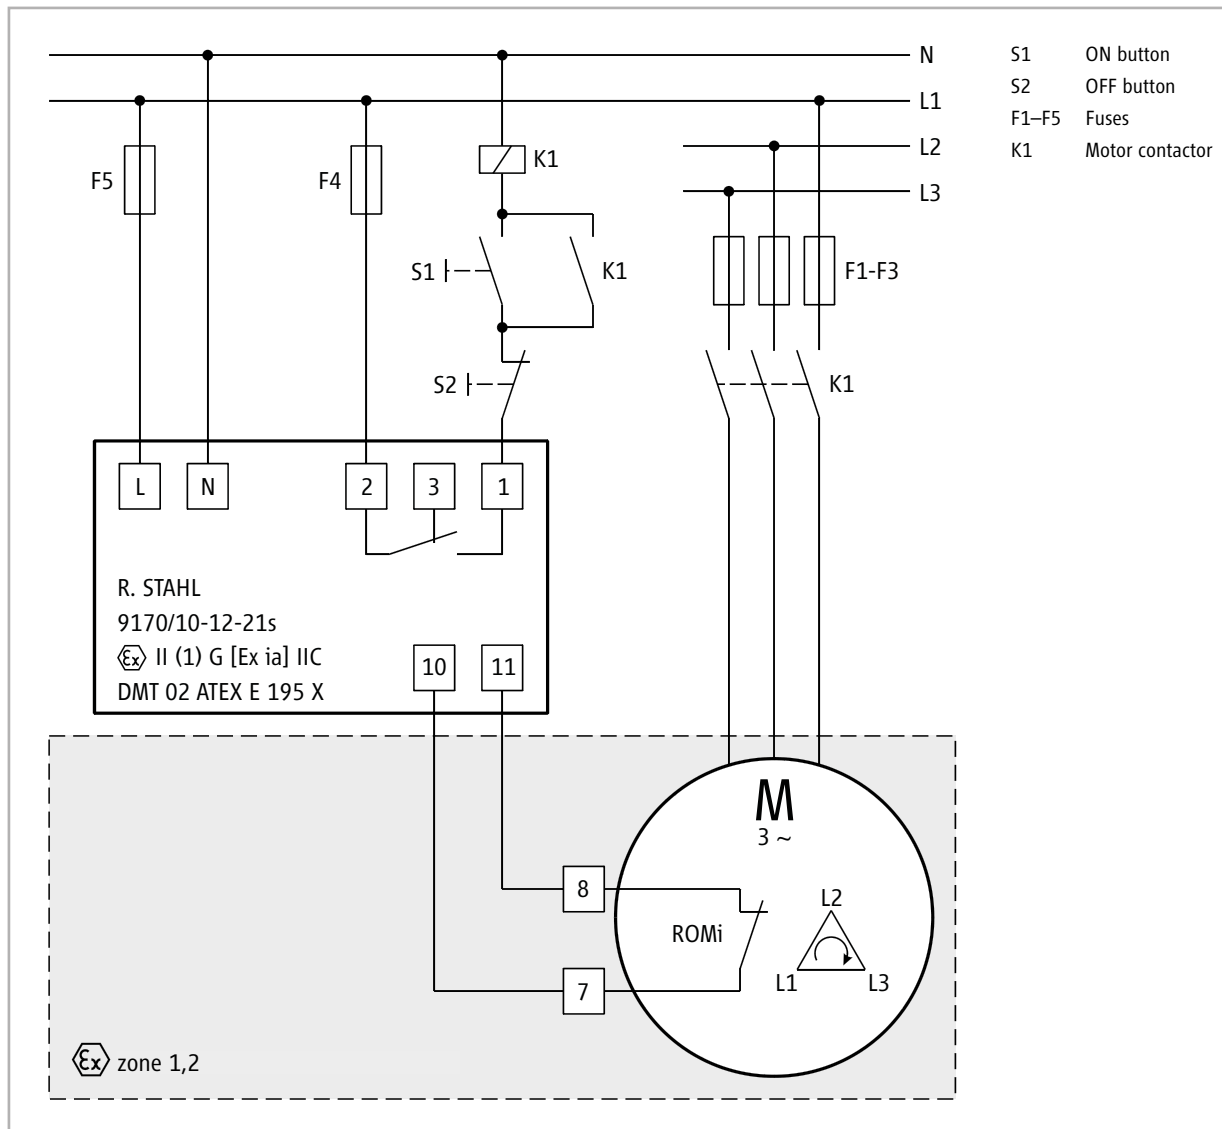 N
S1 ON button
L1
S2 OFF button
F1–F5 Fuses
L2
K1 Motor contactor
K1
F5
F4
L3
S1
K1
F1-F3
S2
K1
L
N
2
3
1
R. STAHL
9170/10-12-21s
Ex II (1) G [Ex ia] IIC
DMT 02 ATEX E 195 X
10
11
M
3 ~
8
ROMi
L2
L1
L3
7
Ex zone 1,2